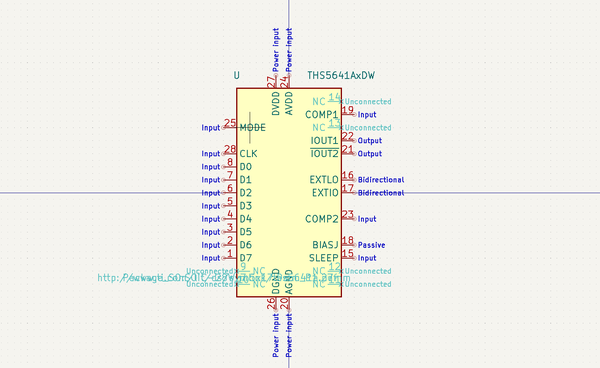 Power input
Power input
U THS5641AxDW
27
24
DVDD
AVDD
NC 14 Unconnected
COMP1 19 Input
Input 25 MODE NC 13 Unconnected
IOUT1 22 Output
Input 28 CLK IOUT2 21 Output
Input 8 D0
Input 7 D1 EXTLO 16 Bidirectional
Input 6 D2 EXTIO 17 Bidirectional
Input 5 D3
Input 4 D4 COMP2 23 Input
Input 3 D5
Input 2 D6 BIASJ 18 Passive
Input 1 D7 SLEEP 15 Input
Unconnected 9 NC NC 12 Unconnected
Unconnected NC NC Unconnected
DGND
AGND
26
20
Power input
Power input